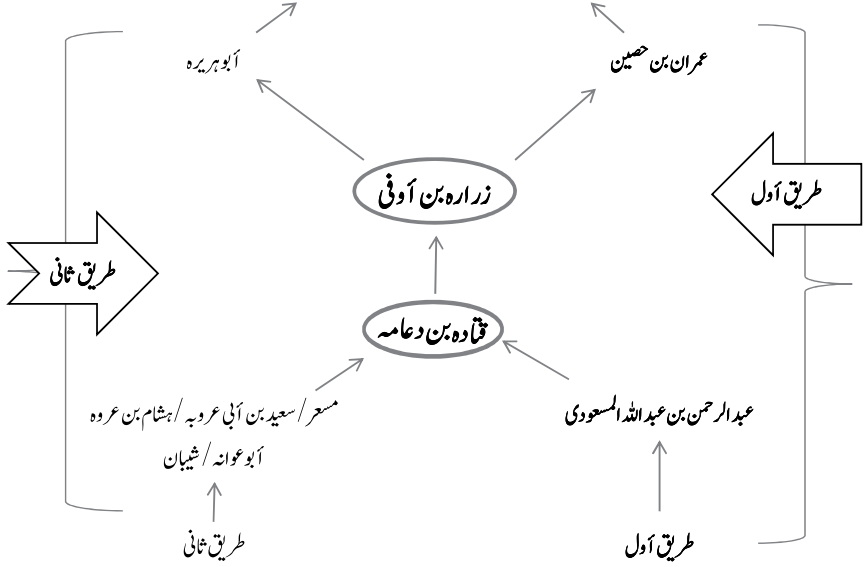 عمران بن حصین
أبو ہریرہ
زرارہ بن أوفی
طریق أول
طریق ثانی
قتادہ بن دعامہ
عبد الرحمن بن عبد اللہ المسعودی
مسعر/سعید بن أبی عروبہ/ہشام بن عروہ
أبو عوانہ/شیبان
طریق أول
طریق ثانی